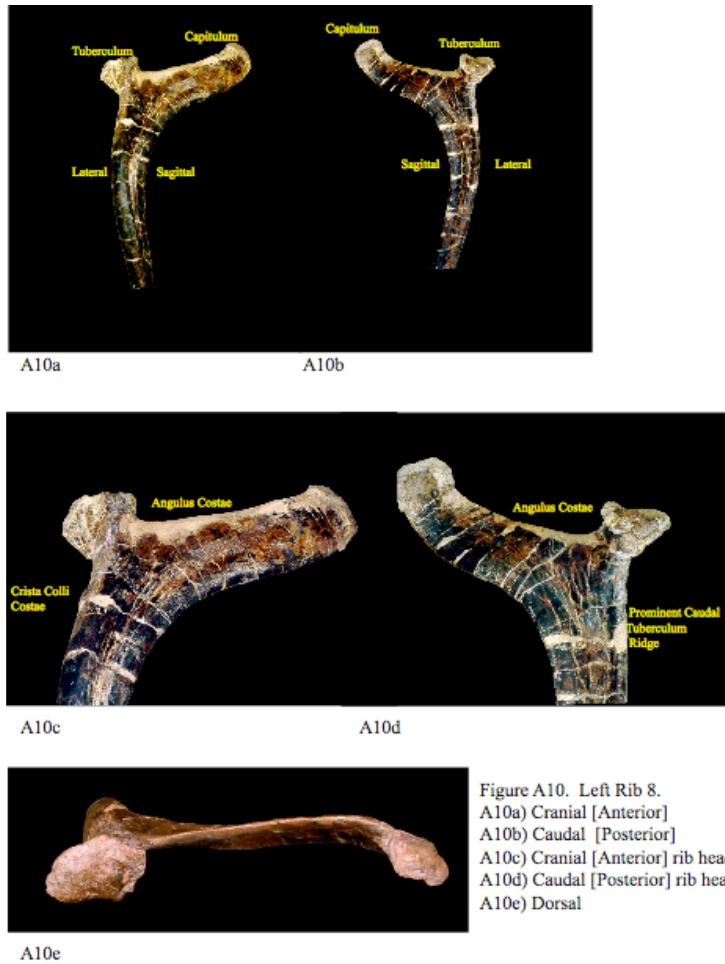 Capitulum
Tuberculum
Capitulum
Tuberculum
Lateral
Sagittal
Sagittal
Lateral
A10a
A10b
Angulus Costae
Angulus Costae
Crista Colli
Costae
Prominent Caudal
Tuberculum
Ridge
A10c
A10d
Figure A10. Left Rib 8.
A10a) Cranial [Anterior]
A10b) Caudal [Posterior]
A10c) Cranial [Anterior] rib hea
A10d) Caudal [Posterior] rib hea
A10e) Dorsal
A10e